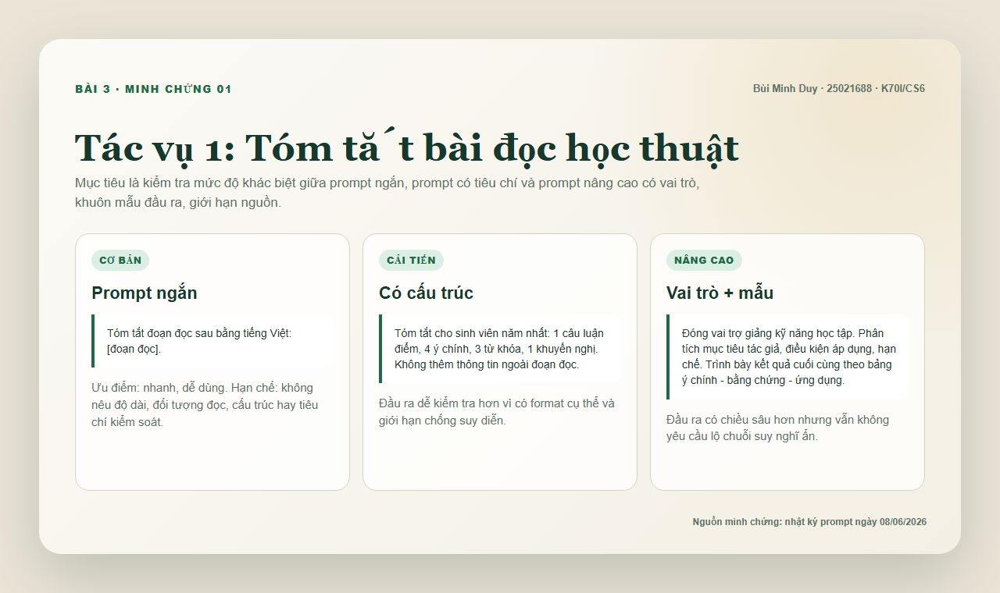 BÀI 3 · MINH CHỨNG 01
Bùi Minh Duy · 25021688 · K70I/CS6
Tác vụ 1: Tóm tắt bài đọc học thuật
Mục tiêu là kiểm tra mức độ khác biệt giữa prompt ngắn, prompt có tiêu chí và prompt nâng cao có vai trò,
khuôn mẫu đầu ra, giới hạn nguồn.
CƠ BẢN
Prompt ngắn
Tóm tắt đoạn đọc sau bằng tiếng Việt:
[đoạn đọc].
Ưu điểm: nhanh, dễ dùng. Hạn chế: không
nêu độ dài, đối tượng đọc, cấu trúc hay tiêu
chí kiểm soát.
CẢI TIẾN
Có cấu trúc
Tóm tắt cho sinh viên năm nhất: 1 câu luận
điểm, 4 ý chính, 3 từ khóa, 1 khuyến nghị.
Không thêm thông tin ngoài đoạn đọc.
Đầu ra dễ kiểm tra hơn vì có format cụ thể và
giới hạn chống suy diễn.
NÂNG CAO
Vai trò + mẫu
Đóng vai trợ giảng kỹ năng học tập. Phân
tích mục tiêu tác giả, điều kiện áp dụng, hạn
chế. Trình bày kết quả cuối cùng theo bảng
ý chính - bằng chứng - ứng dụng.
Đầu ra có chiều sâu hơn nhưng vẫn không
yêu cầu lộ chuỗi suy nghĩ ẩn.
Nguồn minh chứng: nhật ký prompt ngày 08/06/2026